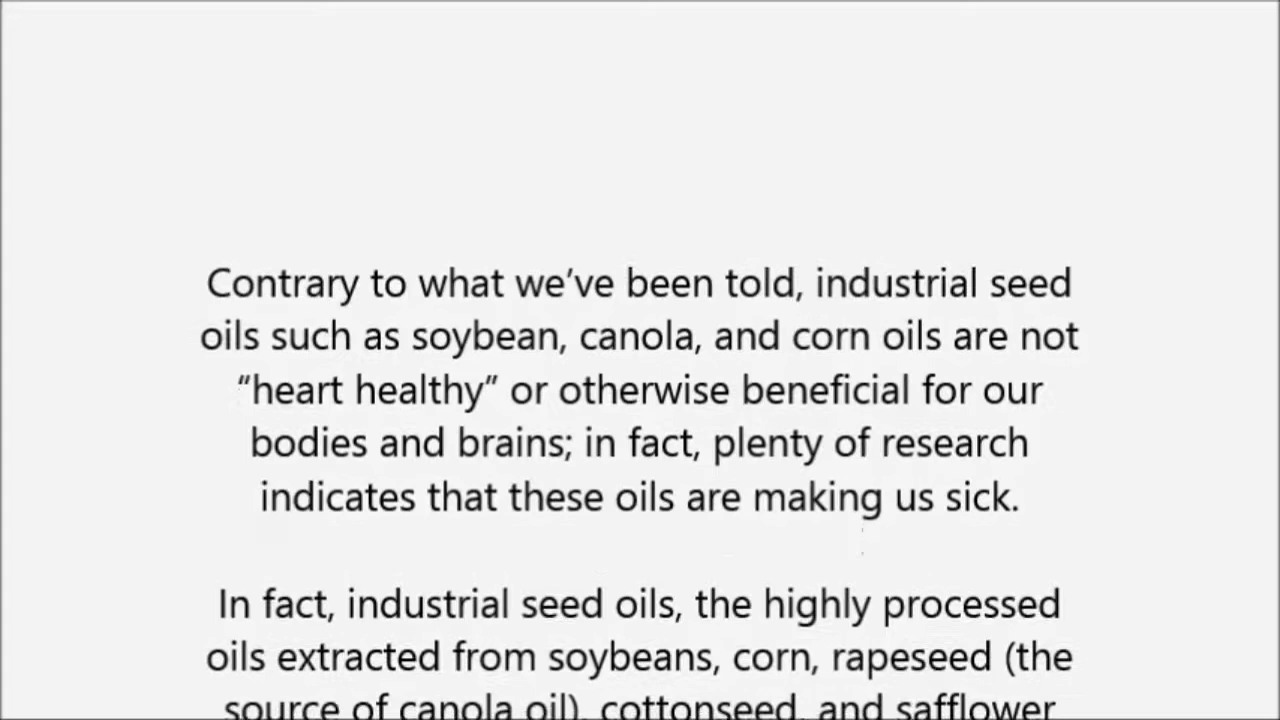 Contrary to what we’ve been told, industrial seed
oils such as soybean, canola, and corn oils are not
“heart healthy” or otherwise beneficial for our
bodies and brains; in fact, plenty of research
indicates that these oils are making us sick.
In fact, industrial seed oils, the highly processed
oils extracted from soybeans, corn, rapeseed (the
source of canola oil), cottonseed, and safflower